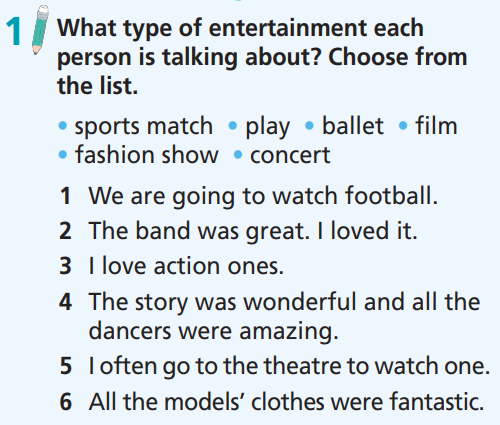 1 What type of entertainment each
person is talking about? Choose from
the list.
• sports match • play • ballet • film
• fashion show • concert
1 We are going to watch football.
2 The band was great. I loved it.
3 I love action ones.
4 The story was wonderful and all the
dancers were amazing.
5 I often go to the theatre to watch one.
6 All the models’ clothes were fantastic.